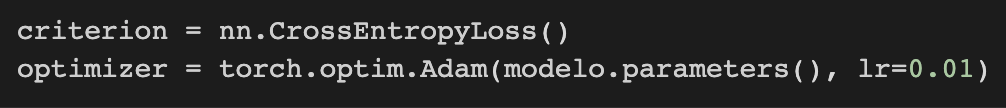 criterion = nn.CrossEntropyLoss()
optimizer = torch.optim.Adam(modelo.parameters(), lr=0.01)